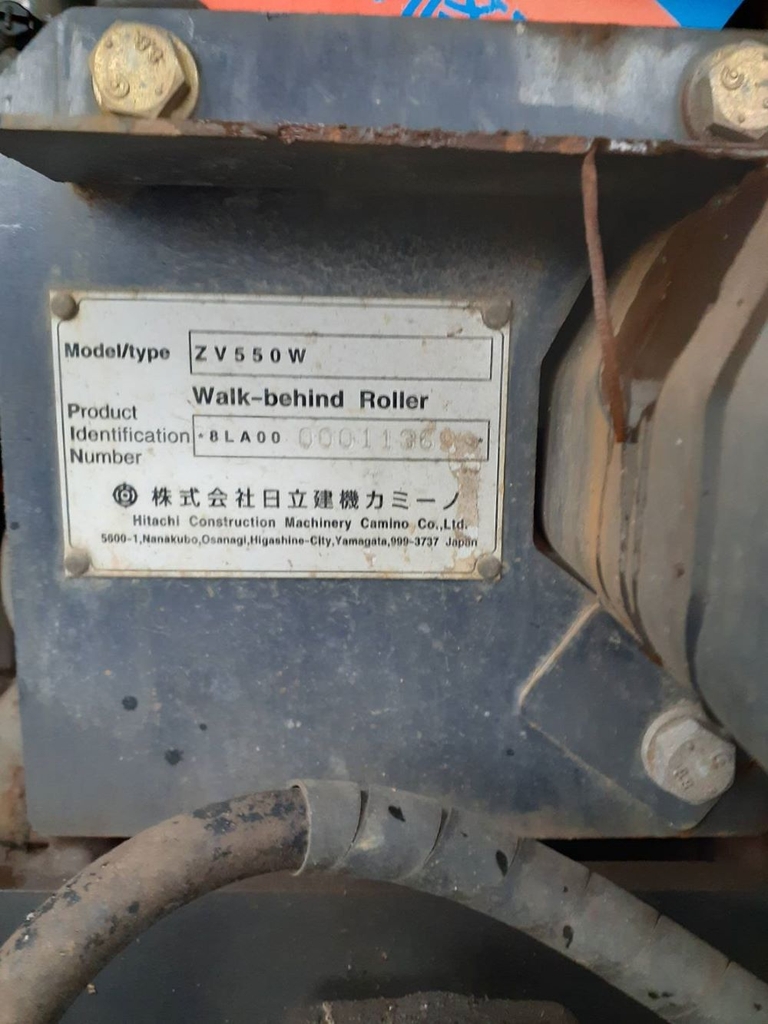 Model/type ZV550W
Walk-behind Roller
Product
Identification
Number
*8LA00
株式会社日立建機カミーノ
Hitachi Construction Machinery Camino Co.,Ltd.
5600-1,Nanakubo,Osanagi,Higashine-City,Yamagata,999-3737 Japan